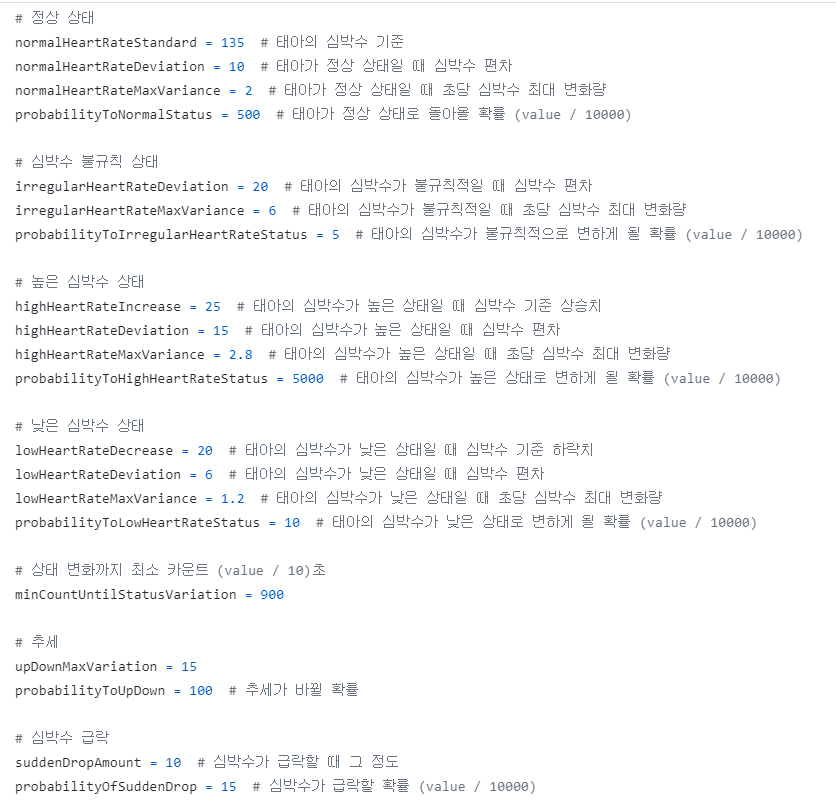 # 정상 상태
normalHeartRateStandard = 135  # 태아의 심박수 기준
normalHeartRateDeviation = 10  # 태아가 정상 상태일 때 심박수 편차
normalHeartRateMaxVariance = 2  # 태아가 정상 상태일 때 초당 심박수 최대 변화량
probabilityToNormalStatus = 500  # 태아가 정상 상태로 돌아올 확률 (value / 10000)
# 심박수 불규칙 상태
irregularHeartRateDeviation = 20  # 태아의 심박수가 불규칙적일 때 심박수 편차
irregularHeartRateMaxVariance = 6  # 태아의 심박수가 불규칙적일 때 초당 심박수 최대 변화량
probabilityToIrregularHeartRateStatus = 5  # 태아의 심박수가 불규칙적으로 변하게 될 확률 (value / 10000)
# 높은 심박수 상태
highHeartRateIncrease = 25  # 태아의 심박수가 높은 상태일 때 심박수 기준 상승치
highHeartRateDeviation = 15  # 태아의 심박수가 높은 상태일 때 심박수 편차
highHeartRateMaxVariance = 2.8  # 태아의 심박수가 높은 상태일 때 초당 심박수 최대 변화량
probabilityToHighHeartRateStatus = 5000  # 태아의 심박수가 높은 상태로 변하게 될 확률 (value / 10000)
# 낮은 심박수 상태
lowHeartRateDecrease = 20  # 태아의 심박수가 낮은 상태일 때 심박수 기준 하락치
lowHeartRateDeviation = 6  # 태아의 심박수가 낮은 상태일 때 심박수 편차
lowHeartRateMaxVariance = 1.2  # 태아의 심박수가 낮은 상태일 때 초당 심박수 최대 변화량
probabilityToLowHeartRateStatus = 10  # 태아의 심박수가 낮은 상태로 변하게 될 확률 (value / 10000)
# 상태 변화까지 최소 카운트 (value / 10)초
minCountUntilStatusVariation = 900
# 추세
upDownMaxVariation = 15
probabilityToUpDown = 100  # 추세가 바뀔 확률
# 심박수 급락
suddenDropAmount = 10  # 심박수가 급락할 때 그 정도
probabilityOfSuddenDrop = 15  # 심박수가 급락할 확률 (value / 10000)